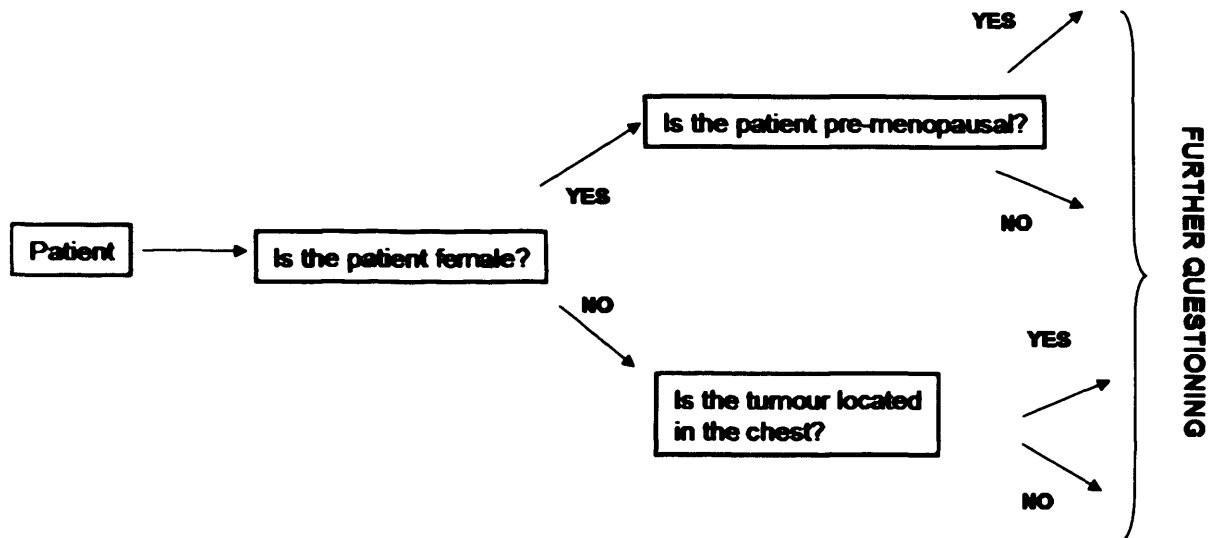 YES
Is the patient pre-menopausal?
YES
NO
Patient
Is the patient female?
NO
YES
Is the tumour located
in the chest?
NO
FURTHER QUESTIONING